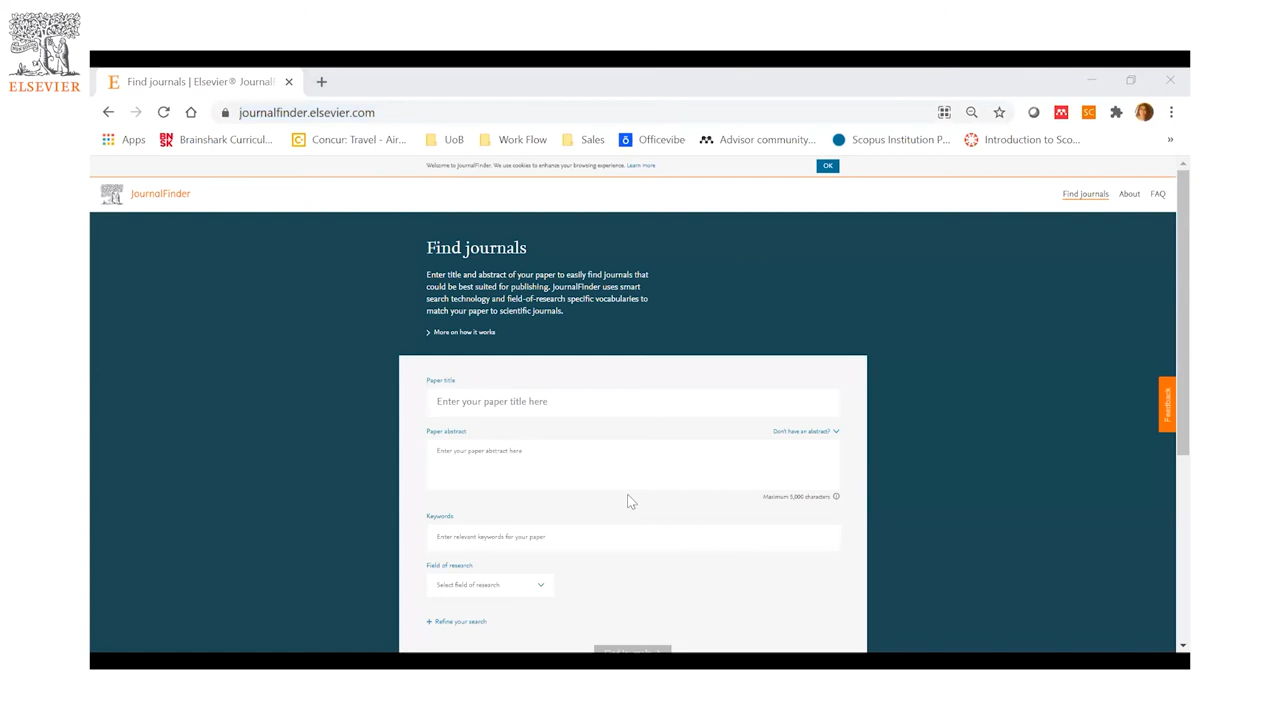 ELSEVIER
Find journals | Elsevier® Journal
journalfinder.elsevier.com
Apps
Brainshark Curricul...
Concur: Travel - Air...
UoB
Work Flow
Sales
Officevibe
Advisor community...
Scopus Institution P...
Introduction to Sco...
Welcome to JournalFinder. We use cookies to enhance your browsing experience. Learn more
OK
JournalFinder
Find journals
About
FAQ
Find journals
Enter title and abstract of your paper to easily find journals that
could be best suited for publishing. JournalFinder uses smart
search technology and field-of-research specific vocabularies to
match your paper to scientific journals.
More on how it works
Paper title
Enter your paper title here
Paper abstract
Don't have an abstract?
Enter your paper abstract here
Maximum 5,000 characters
Keywords
Enter relevant keywords for your paper
Field of research
Select field of research
+ Refine your search
Feedback